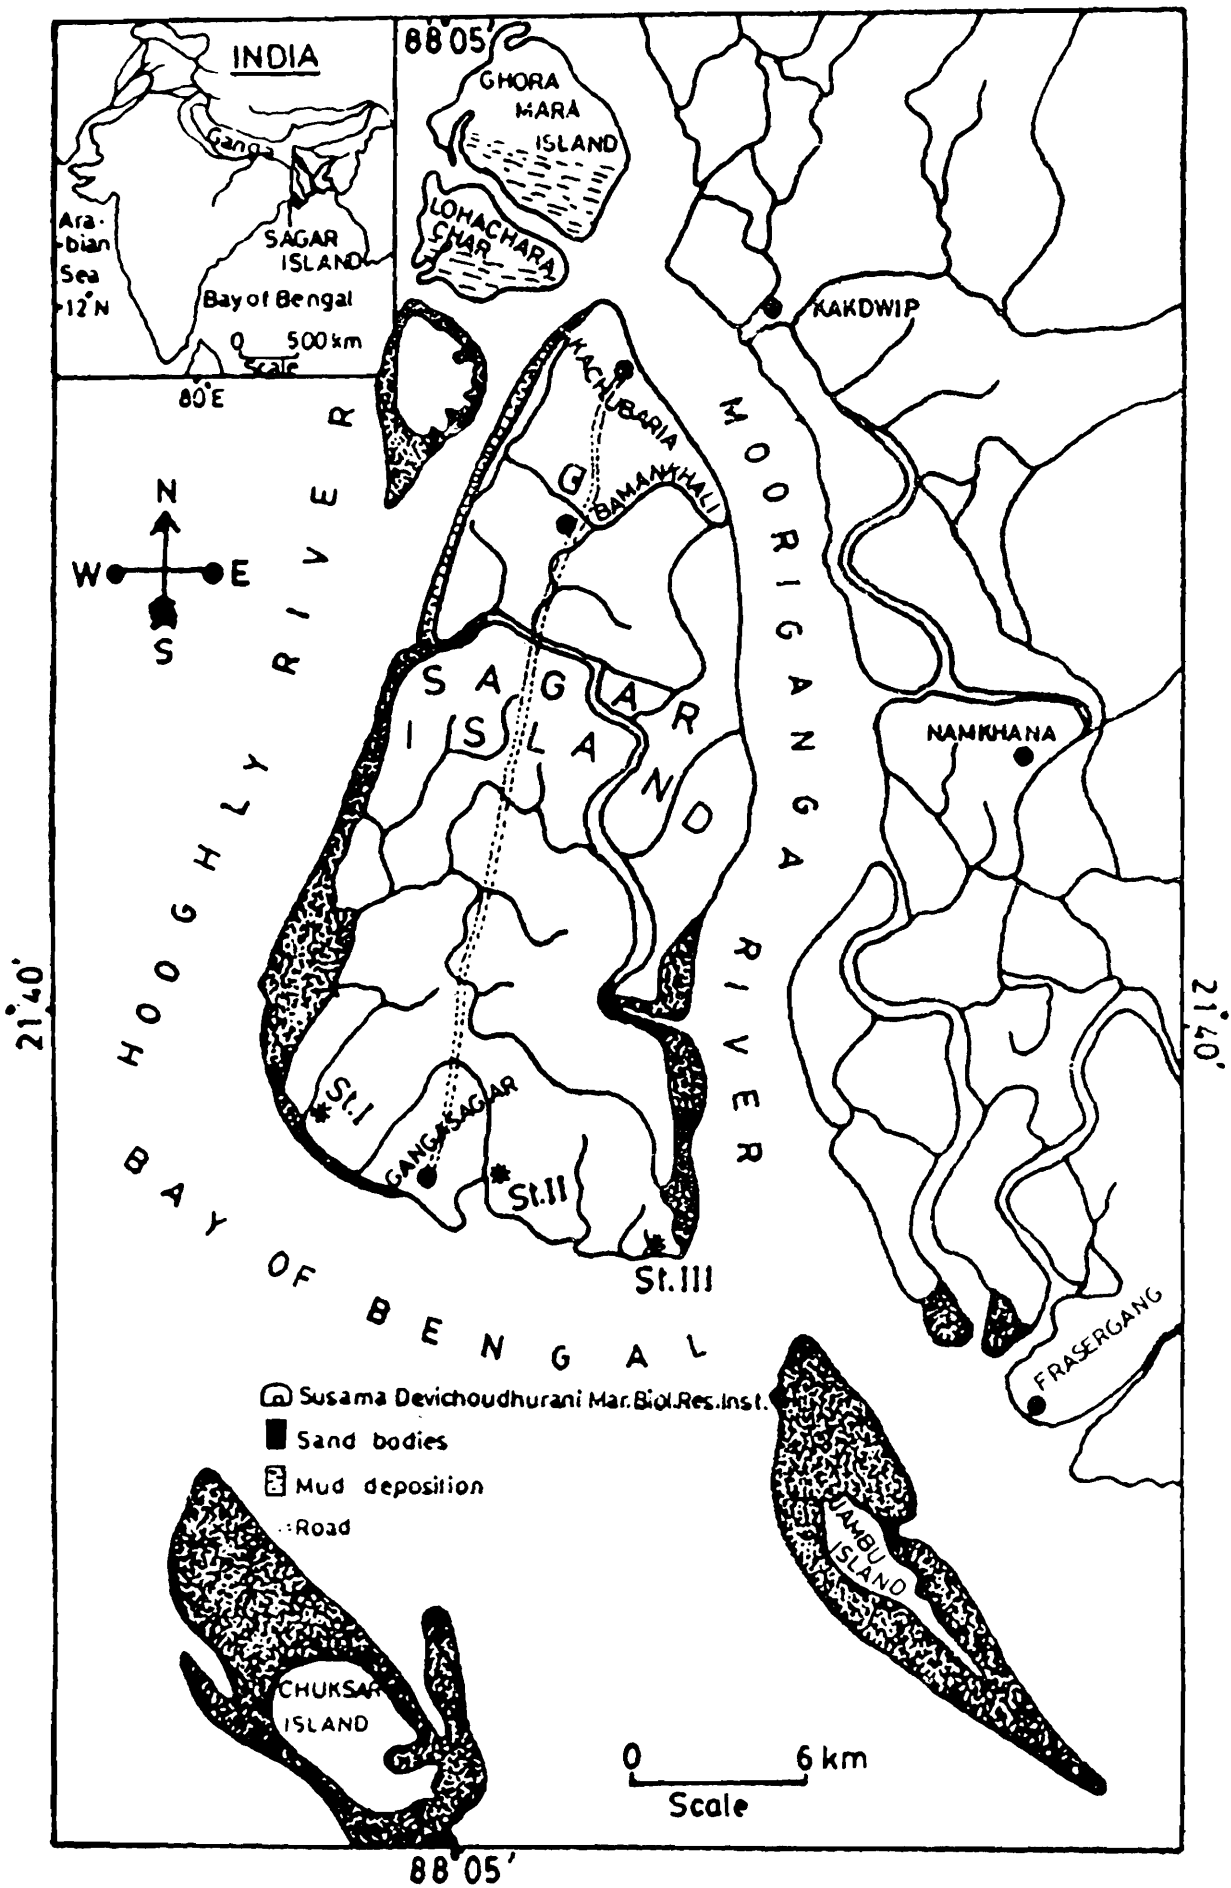 INDIA
Ganga
Ara-
bian
Sea
12°N
SAGAR
ISLAND
Bay of Bengal
0 500 km
Scale
80°E
88°05'
GHORA
MARA
ISLAND
LOHACHARA
CHAR
KAKDWIP
KACHUBARIA
BAMANKHALI
N
W E
S
HOOGHLY RIVER
MOORIGANGA RIVER
SAGAR
ISLAND
NAMKHANA
21°40'
21°40'
St.I
GANGASAGAR
St.II
St.III
BAY OF BENGAL
FRASERGANG
Susama Devichoudhurani Mar.Biol.Res.Inst.
Sand bodies
Mud deposition
Road
JAMBU
ISLAND
CHUKSAR
ISLAND
0 6 km
Scale
88°05'